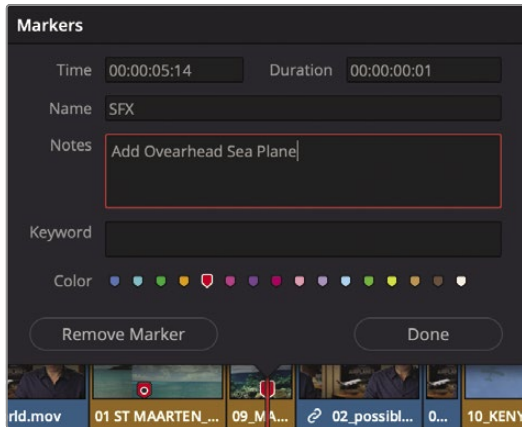 Markers
Time 00:00:05:14 Duration 00:00:00:01
Name SFX
Notes Add Ovearhead Sea Plane
Keyword
Color
Remove Marker Done
rld.mov 01 ST MAARTEN_... 09_MA... 02_possibl... 0... 10_KENY